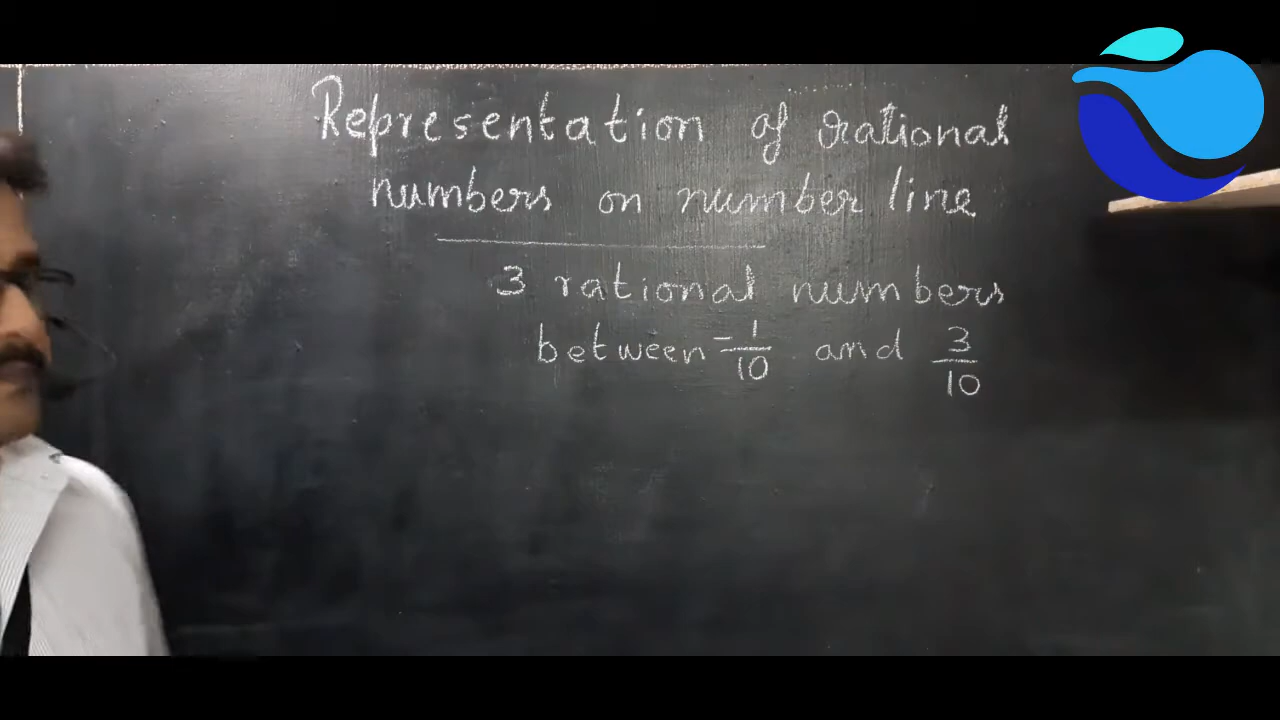 Representation of rational
numbers on number line
3 rational numbers
between -1/10 and 3/10